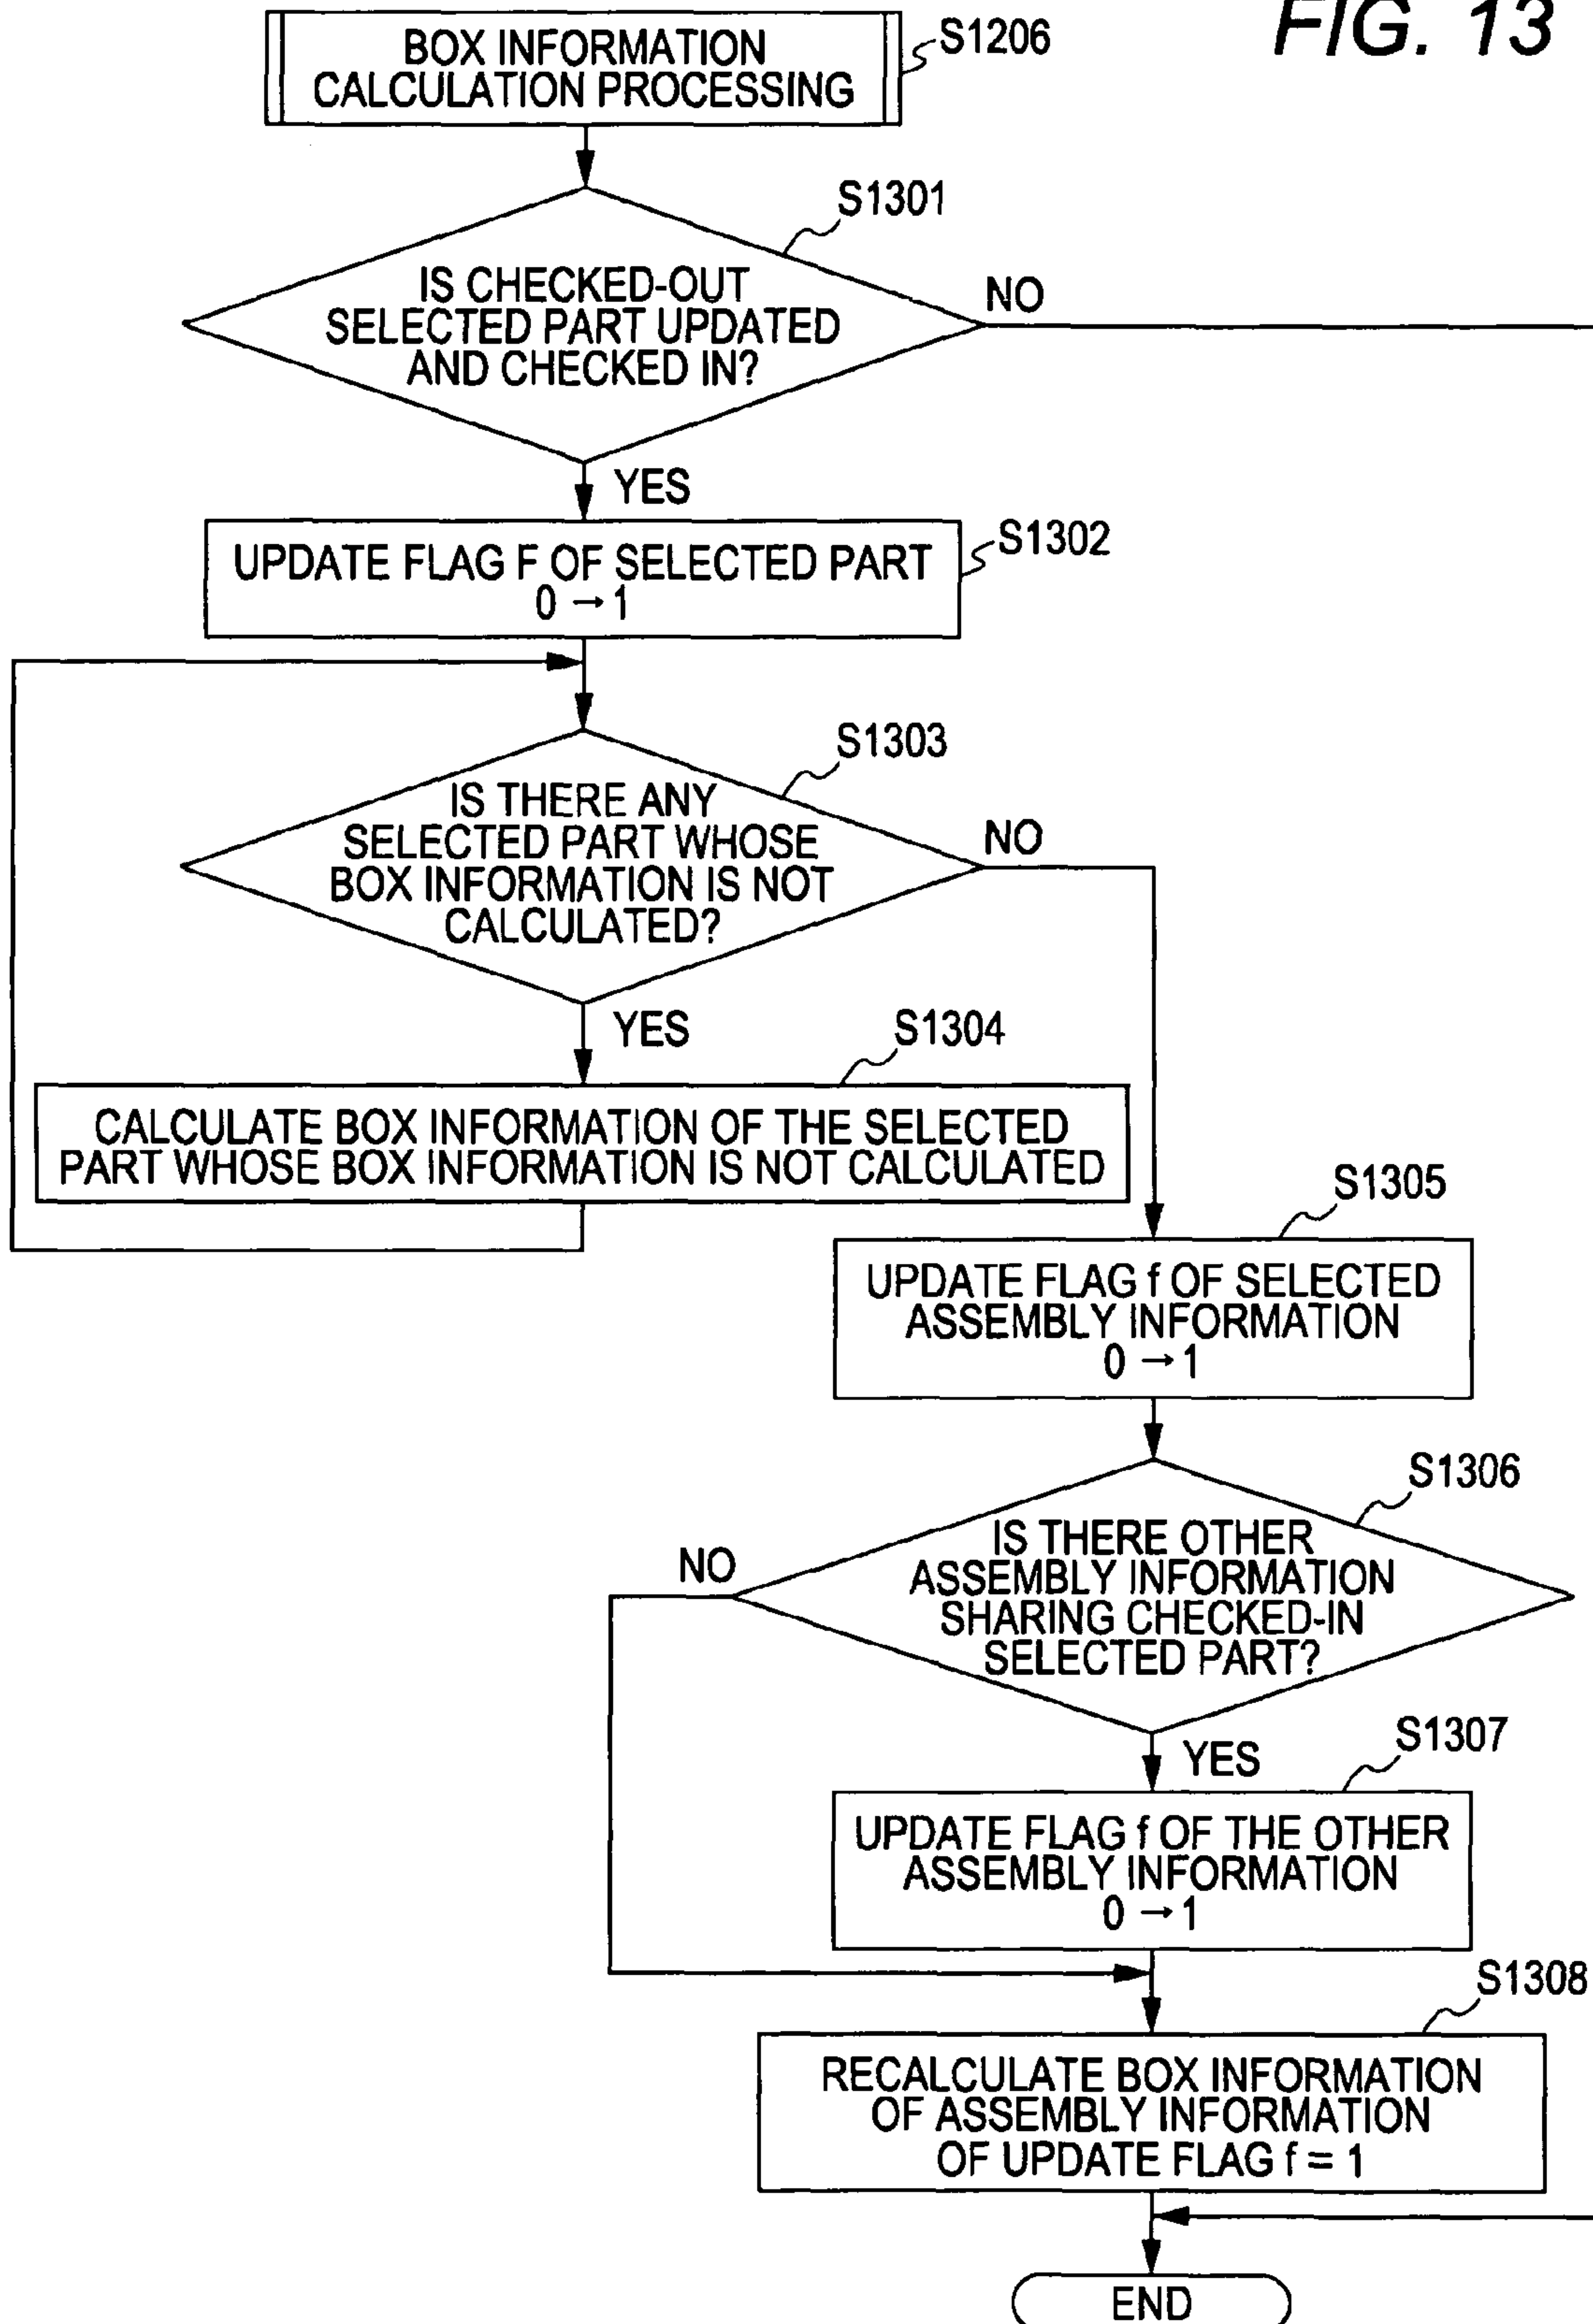 FIG. 13
BOX INFORMATION
CALCULATION PROCESSING
S1206
S1301
IS CHECKED-OUT
SELECTED PART UPDATED
AND CHECKED IN?
NO
YES
UPDATE FLAG F OF SELECTED PART
0 → 1
S1302
S1303
IS THERE ANY
SELECTED PART WHOSE
BOX INFORMATION IS NOT
CALCULATED?
NO
YES
S1304
CALCULATE BOX INFORMATION OF THE SELECTED
PART WHOSE BOX INFORMATION IS NOT CALCULATED
S1305
UPDATE FLAG f OF SELECTED
ASSEMBLY INFORMATION
0 → 1
S1306
IS THERE OTHER
ASSEMBLY INFORMATION
SHARING CHECKED-IN
SELECTED PART?
NO
YES
S1307
UPDATE FLAG f OF THE OTHER
ASSEMBLY INFORMATION
0 → 1
S1308
RECALCULATE BOX INFORMATION
OF ASSEMBLY INFORMATION
OF UPDATE FLAG f = 1
END